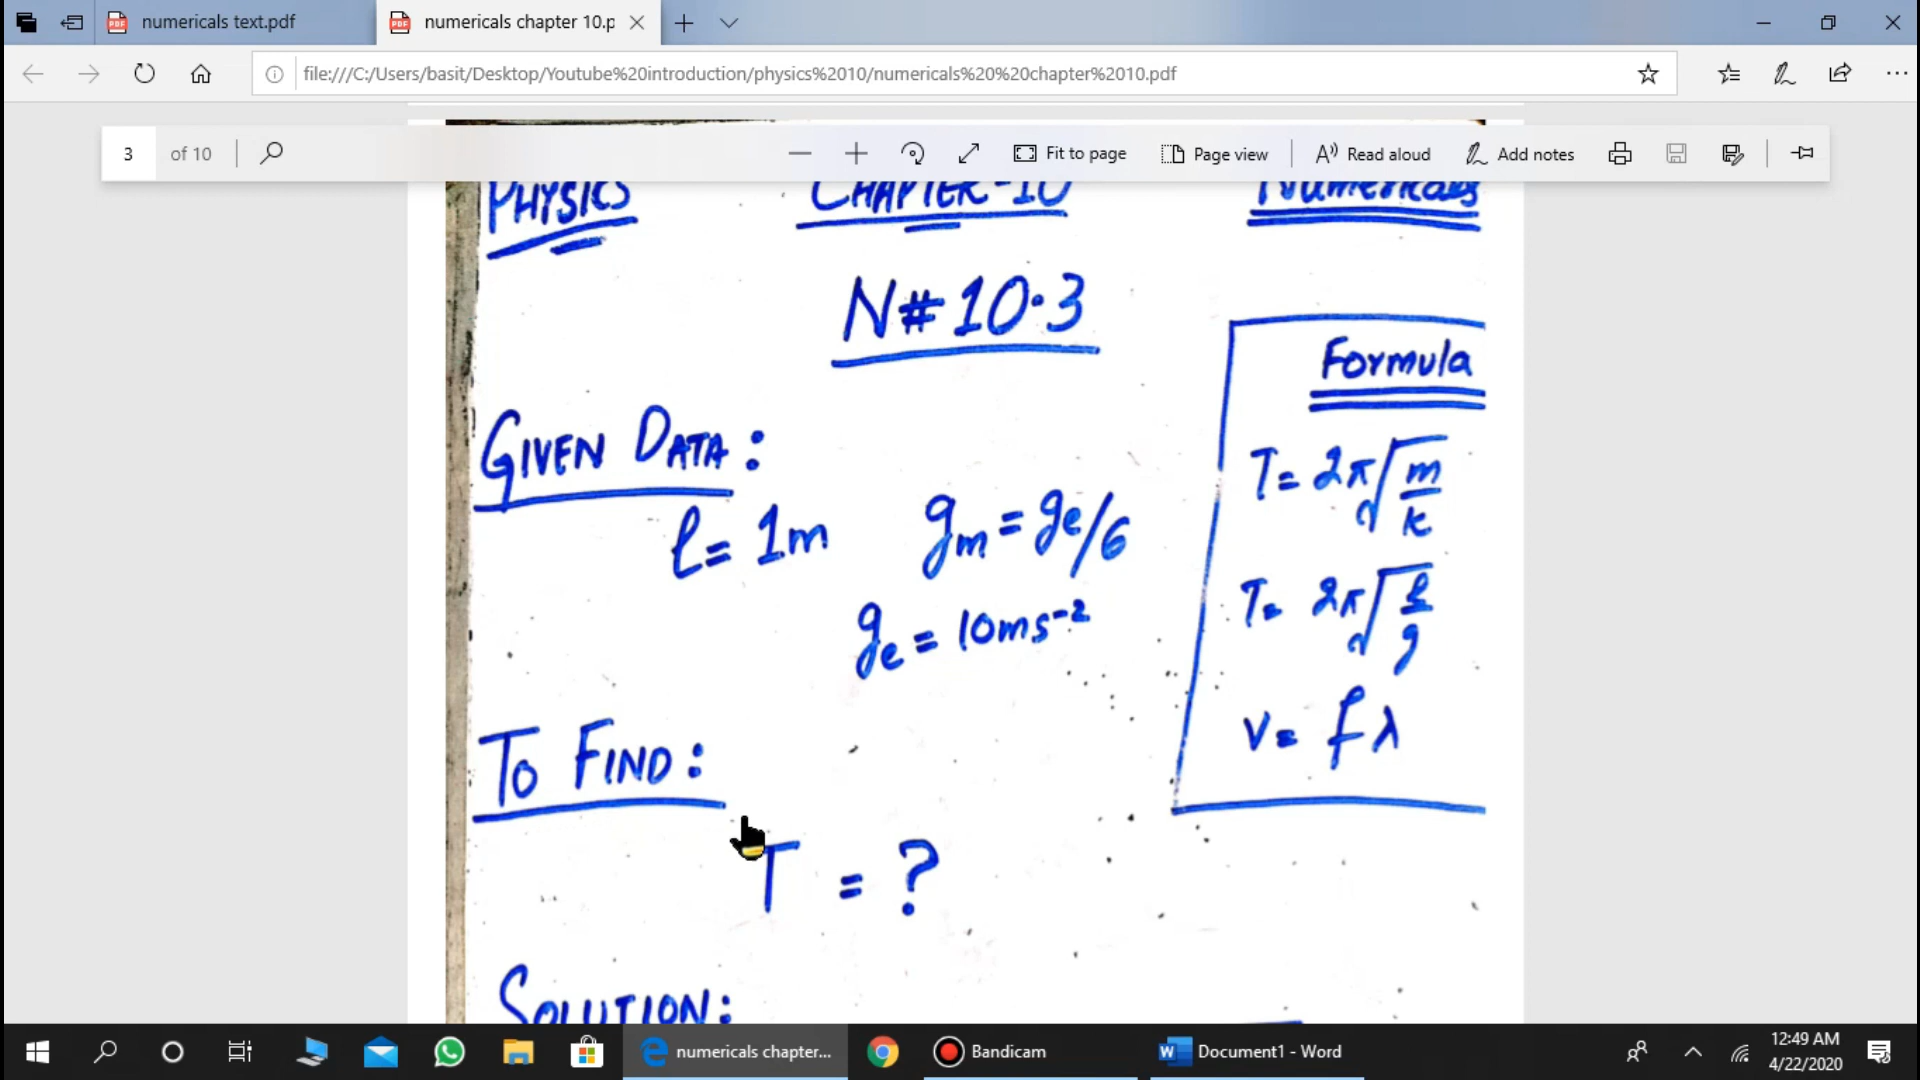 numericals text.pdf
numericals chapter 10.p
file:///C:/Users/basit/Desktop/Youtube%20introduction/physics%2010/numericals%20%20chapter%2010.pdf
3 of 10
Fit to page
Page view
Read aloud
Add notes
PHYSICS CHAPTER-10 Numericals
N#10.3
Formula
GIVEN DATA:
T= 2π√m/k
l= 1m gm = ge/6
T= 2π√l/g
ge = 10ms⁻²
V= fλ
TO FIND:
T = ?
SOLUTION:
numericals chapter...
Bandicam
Document1 - Word
12:49 AM
4/22/2020